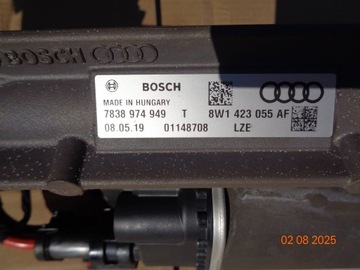 BOSCH
BOSCH
MADE IN HUNGARY
7838 974 949 T 8W1 423 055 AF
08.05.19 01148708 LZE
02 08 2025